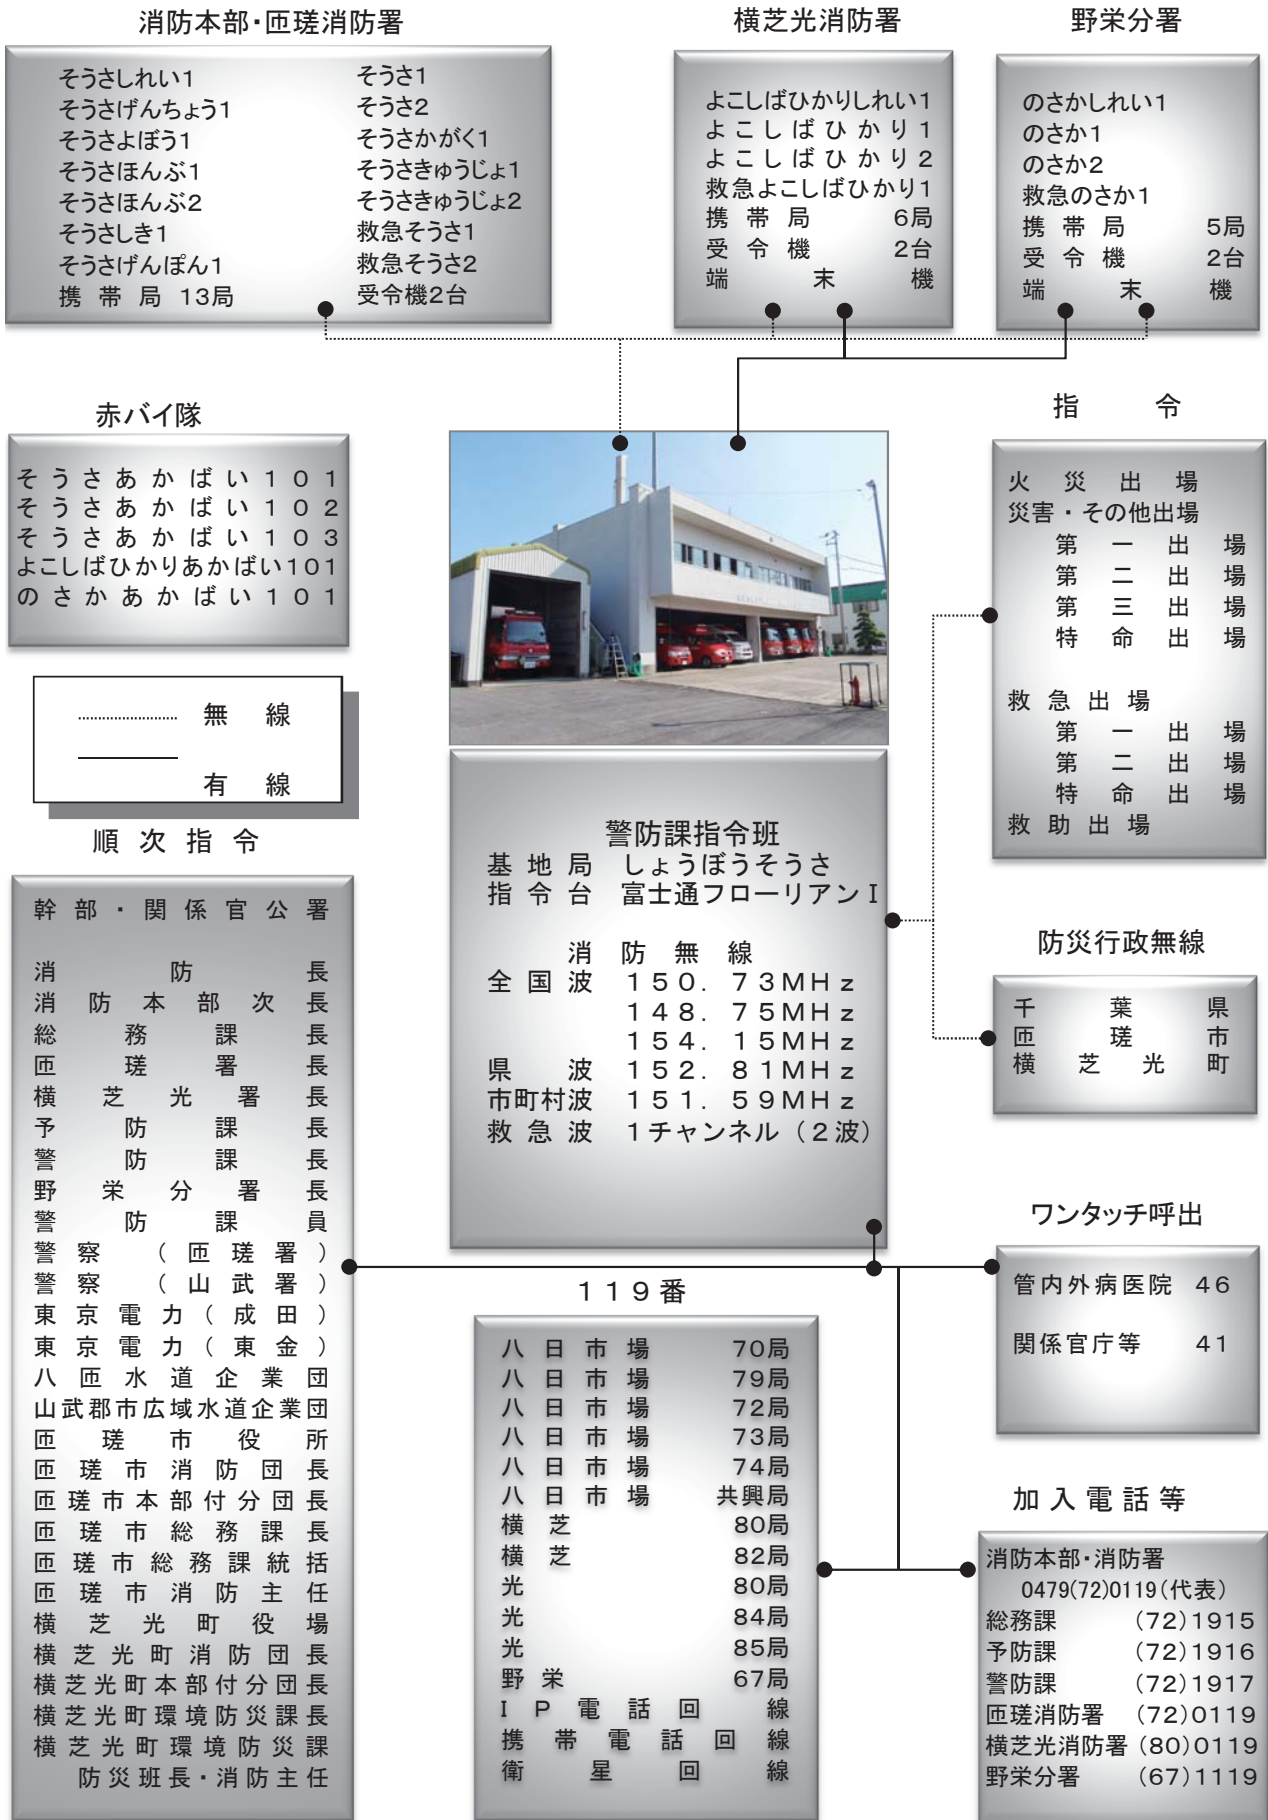 消防本部・匝瑳消防署
そうさしれい1 そうさ1
そうさげんちょう1 そうさ2
そうさよぼう1 そうさかがく1
そうさほんぶ1 そうさきゅうじょ1
そうさほんぶ2 そうさきゅうじょ2
そうさしき1 救急そうさ1
そうさげんぽん1 救急そうさ2
携帯局 13局 受令機2台
横芝光消防署
よこしばひかりしれい1
よこしばひかり1
よこしばひかり2
救急よこしばひかり1
携帯局 6局
受令機 2台
端末機
野栄分署
のさかしれい1
のさか1
のさか2
救急のさか1
携帯局 5局
受令機 2台
端末機
赤バイ隊
そうさあかばい101
そうさあかばい102
そうさあかばい103
よこしばひかりあかばい101
のさかあかばい101
無線
有線
指令
火災出場
災害・その他出場
第一出場
第二出場
第三出場
特命出場
救急出場
第一出場
第二出場
特命出場
救助出場
警防課指令班
基地局 しょうぼうそうさ
指令台 富士通フローリアンⅠ
消防無線
全国波 150.73MHz
148.75MHz
154.15MHz
県波 152.81MHz
市町村波 151.59MHz
救急波 1チャンネル(2波)
防災行政無線
千葉県
匝瑳市
横芝光町
順次指令
幹部・関係官公署
消防長
消防本部次長
総務課長
匝瑳署長
横芝光署長
予防課長
警防課長
野栄分署長
警防課員
警察(匝瑳署)
警察(山武署)
東京電力(成田)
東京電力(東金)
八匝水道企業団
山武郡市広域水道企業団
匝瑳市役所
匝瑳市消防団長
匝瑳市本部付分団長
匝瑳市総務課長
匝瑳市総務課統括
匝瑳市消防主任
横芝光町役場
横芝光町消防団長
横芝光町本部付分団長
横芝光町環境防災課長
横芝光町環境防災課
防災班長・消防主任
119番
八日市場 70局
八日市場 79局
八日市場 72局
八日市場 73局
八日市場 74局
八日市場 共興局
横芝 80局
横芝 82局
光 80局
光 84局
光 85局
野栄 67局
IP電話回線
携帯電話回線
衛星回線
ワンタッチ呼出
管内外病医院 46
関係官庁等 41
加入電話等
消防本部・消防署
0479(72)0119(代表)
総務課 (72)1915
予防課 (72)1916
警防課 (72)1917
匝瑳消防署 (72)0119
横芝光消防署 (80)0119
野栄分署 (67)1119